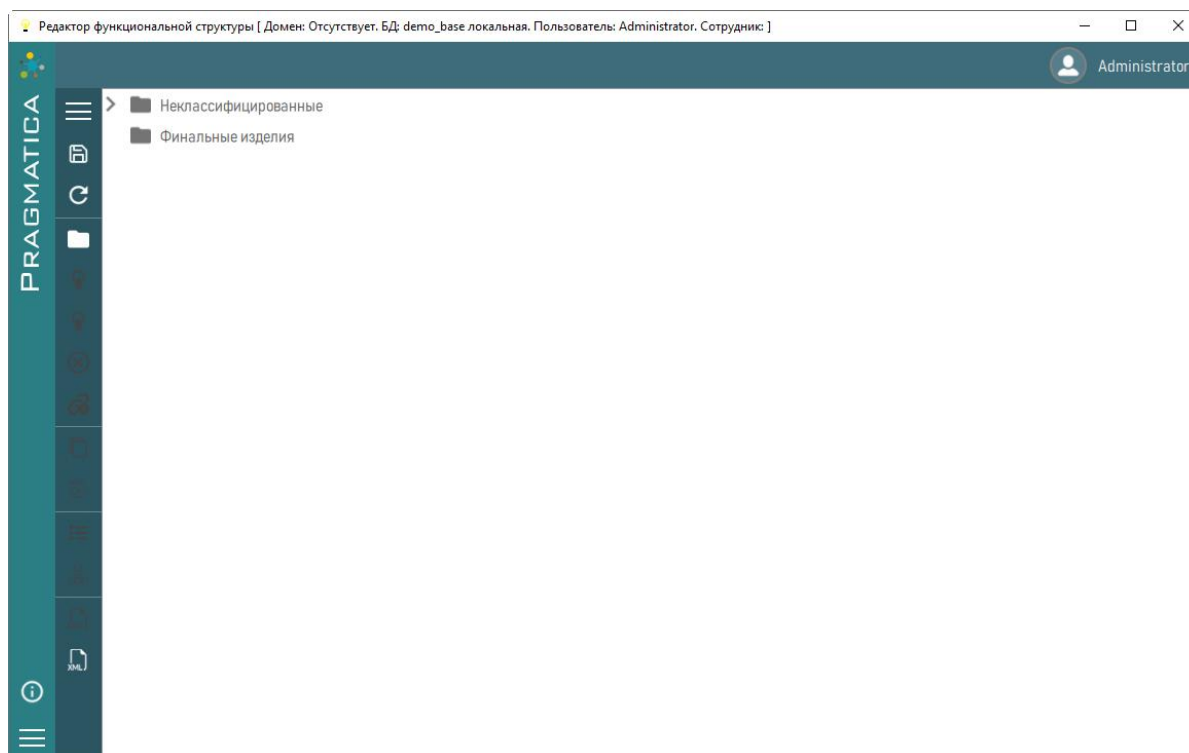 Редактор функциональной структуры [ Домен: Отсутствует. БД: demo_base локальная. Пользователь: Administrator. Сотрудник: ]
Administrator
PRAGMATICA
Неклассифицированные
Финальные изделия
XML